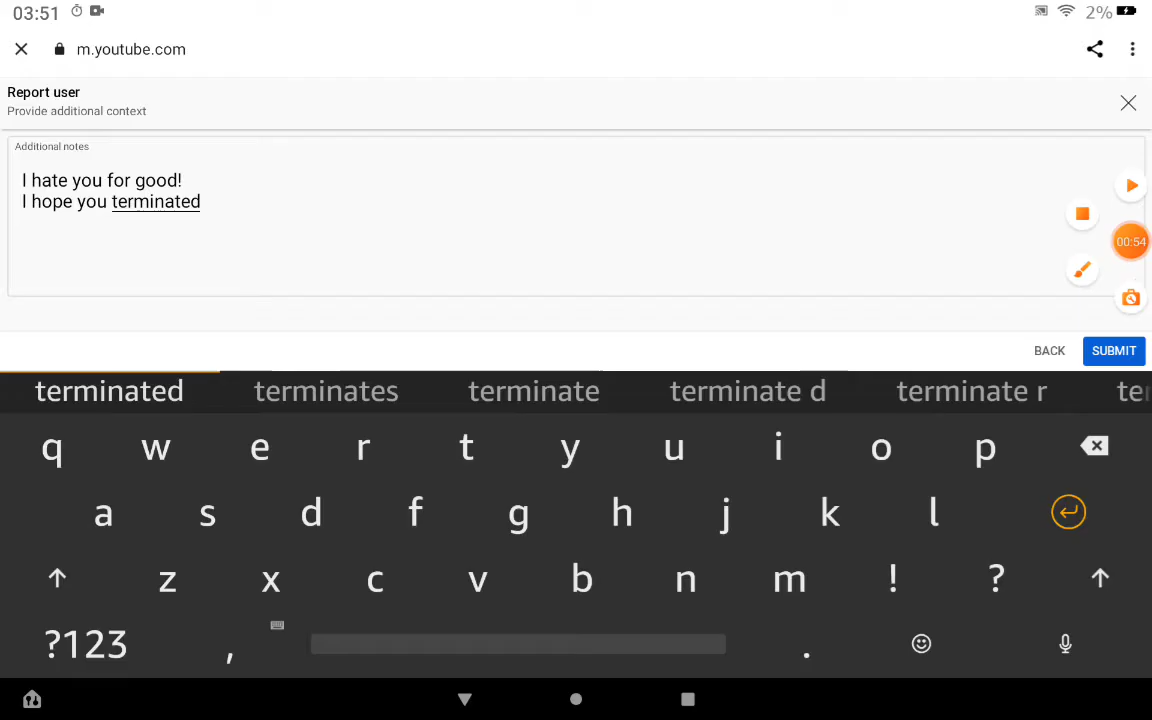 03:51
2%
m.youtube.com
Report user
Provide additional context
Additional notes
I hate you for good!
I hope you terminated
00:54
BACK
SUBMIT
terminated terminates terminate terminate d terminate r te
q w e r t y u i o p
a s d f g h j k l
z x c v b n m ! ?
?123 , .